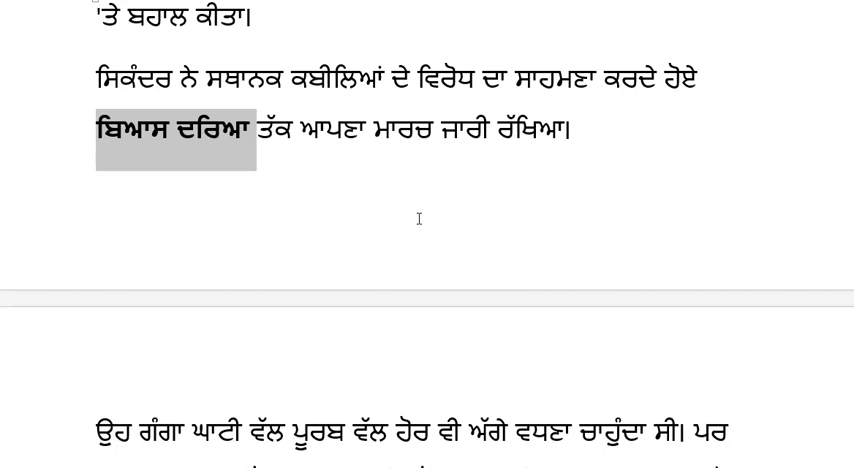 'ਤੇ ਬਹਾਲ ਕੀਤਾ।
ਸਿਕੰਦਰ ਨੇ ਸਥਾਨਕ ਕਬੀਲਿਆਂ ਦੇ ਵਿਰੋਧ ਦਾ ਸਾਹਮਣਾ ਕਰਦੇ ਹੋਏ
ਬਿਆਸ ਦਰਿਆ ਤੱਕ ਆਪਣਾ ਮਾਰਚ ਜਾਰੀ ਰੱਖਿਆ।
ਉਹ ਗੰਗਾ ਘਾਟੀ ਵੱਲ ਪੂਰਬ ਵੱਲ ਹੋਰ ਵੀ ਅੱਗੇ ਵਧਣਾ ਚਾਹੁੰਦਾ ਸੀ। ਪਰ